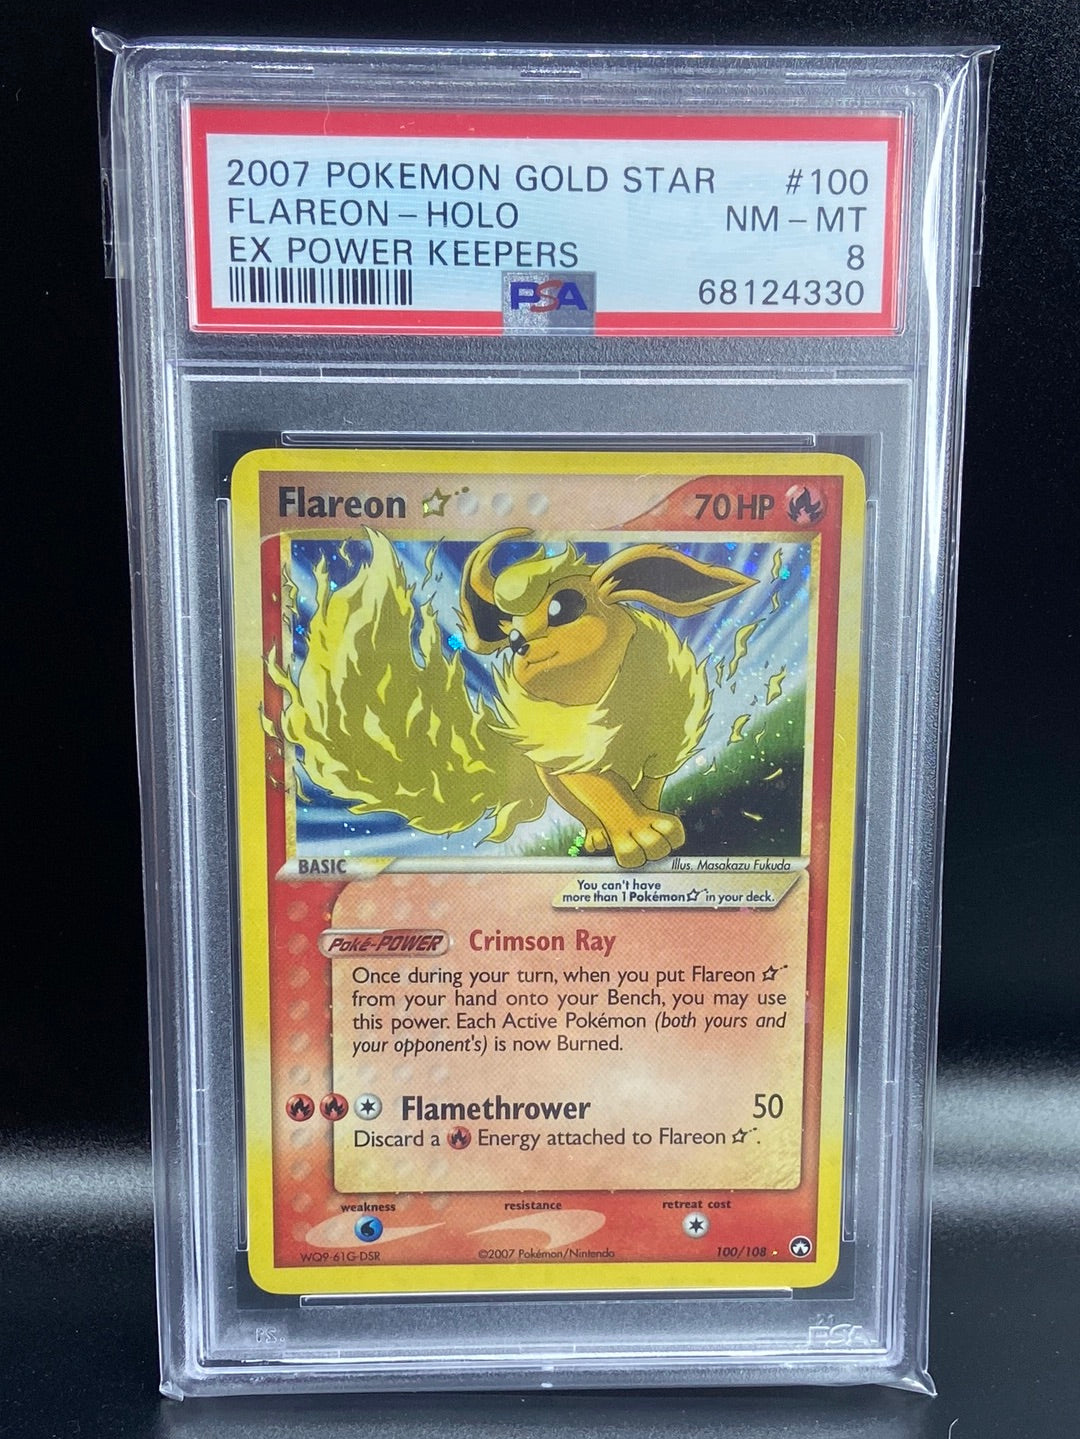 2007 POKEMON GOLD STAR #100
FLAREON - HOLO NM - MT
EX POWER KEEPERS 8
PSA 68124330
Flareon ☆ 70 HP
BASIC Illus. Masakazu Fukuda
You can't have
more than 1 Pokémon ☆ in your deck.
Poké-POWER Crimson Ray
Once during your turn, when you put Flareon ☆
from your hand onto your Bench, you may use
this power. Each Active Pokémon (both yours and
your opponent's) is now Burned.
Flamethrower 50
Discard a Energy attached to Flareon ☆.
weakness resistance retreat cost
WQ9-61G-DSR ©2007 Pokémon/Nintendo 100/108
PSA